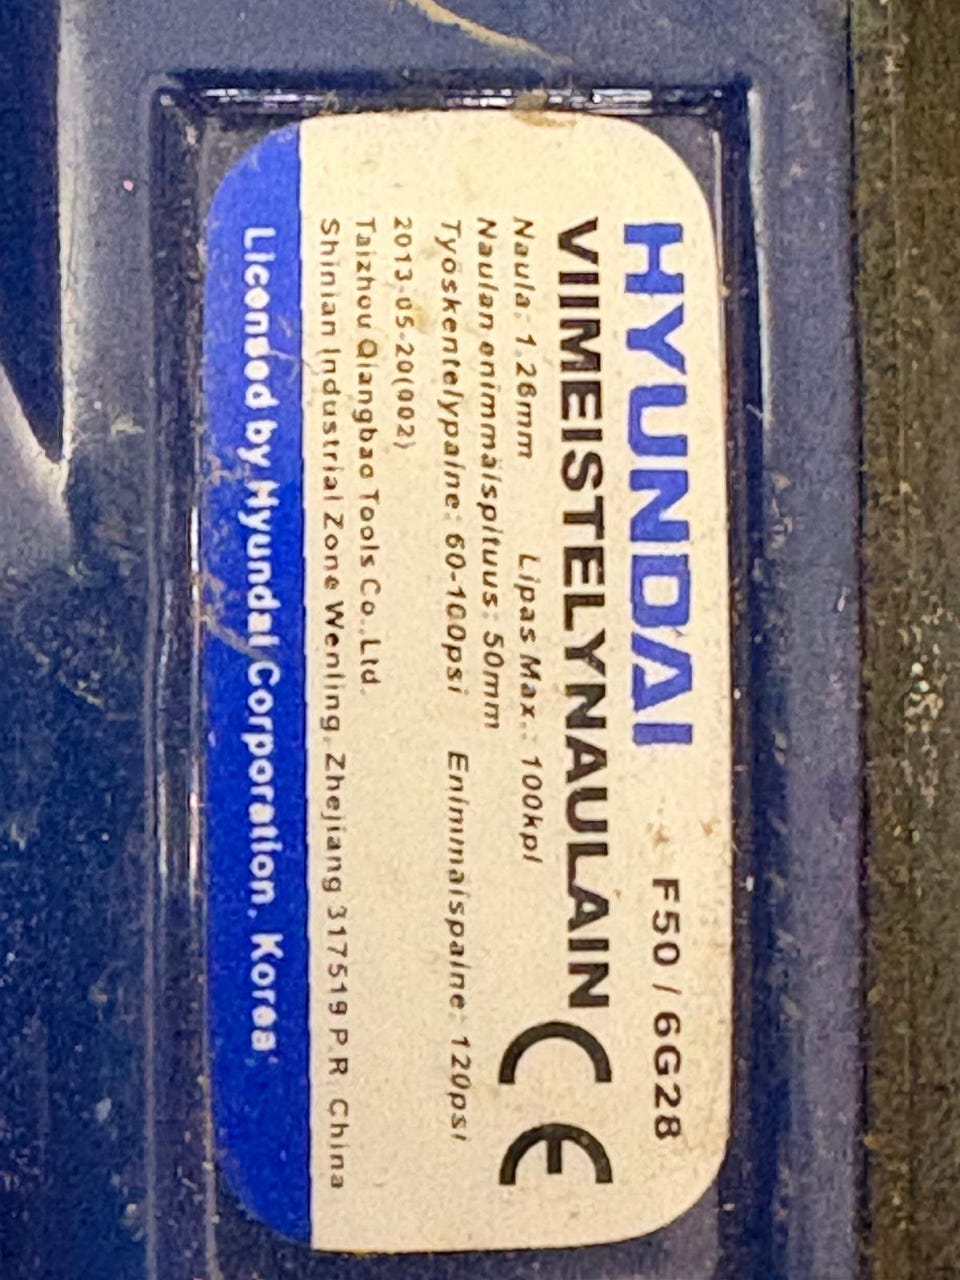 HYUNDAI F50 / 6G28
VIIMEISTELYNAULAIN CE
Naula: 1.26mm Lipas Max.: 100kpl
Naulan enimmäispituus: 50mm
Työskentelypaine: 60-100psi Enimmäispaine: 120psi
2013-05-20(002)
Taizhou Qiangbao Tools Co.,Ltd.
Shinian Industrial Zone Wenling, Zhejiang 317519 P.R. China
Licensed by Hyundai Corporation, Korea